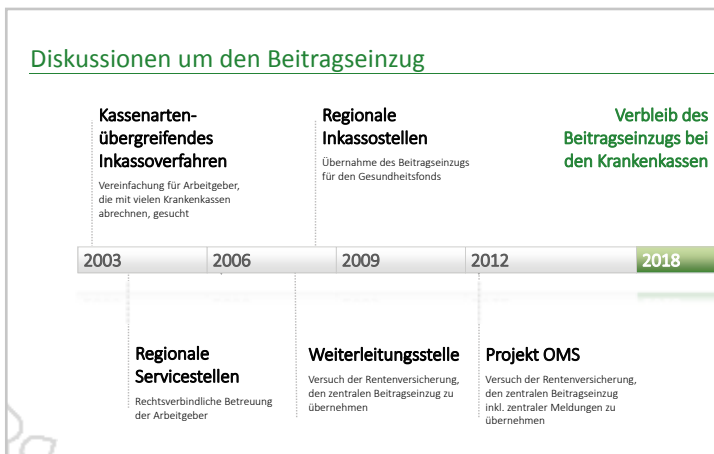 Diskussionen um den Beitragseinzug
Kassenarten-
übergreifendes
Inkassoverfahren
Vereinfachung für Arbeitgeber,
die mit vielen Krankenkassen
abrechnen, gesucht
Regionale
Inkassostellen
Übernahme des Beitragseinzugs
für den Gesundheitsfonds
Verbleib des
Beitragseinzugs bei
den Krankenkassen
2003
2006
2009
2012
2018
Regionale
Servicestellen
Rechtsverbindliche Betreuung
der Arbeitgeber
Weiterleitungsstelle
Versuch der Rentenversicherung,
den zentralen Beitragseinzug zu
übernehmen
Projekt OMS
Versuch der Rentenversicherung,
den zentralen Beitragseinzug
inkl. zentraler Meldungen zu
übernehmen